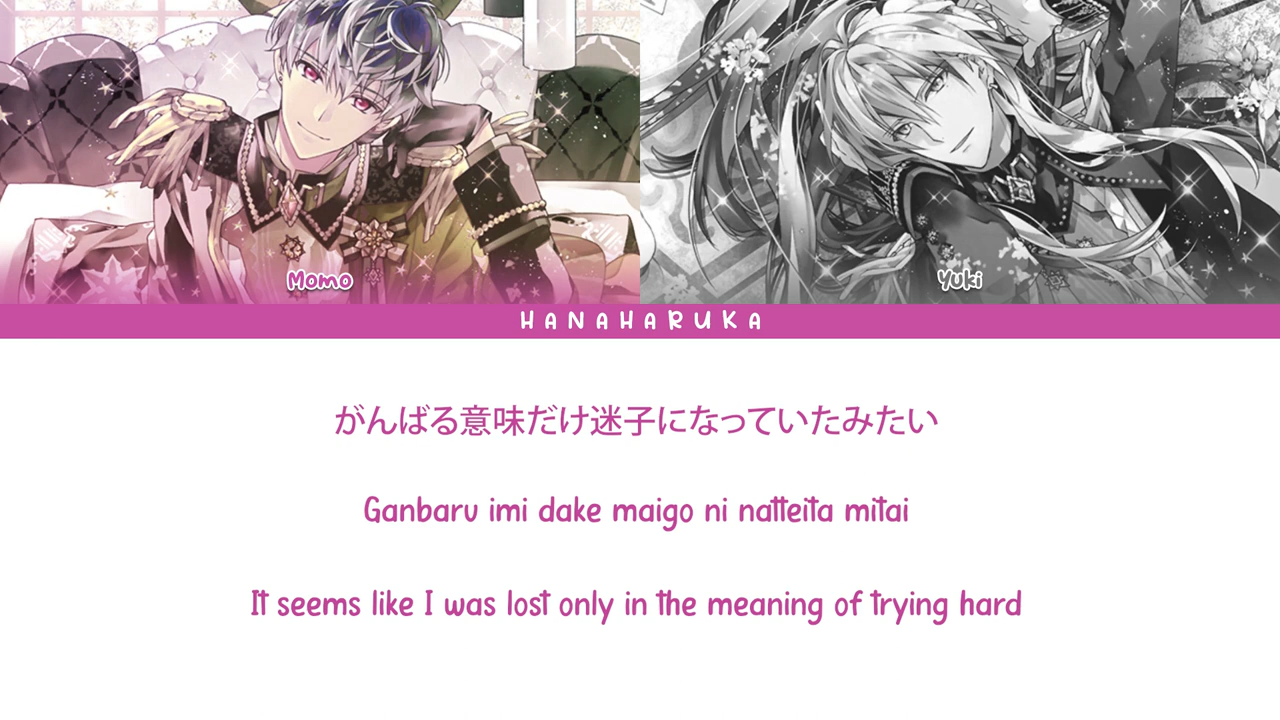 Momo
Yuki
HANAHARUKA
がんばる意味だけ迷子になっていたみたい
Ganbaru imi dake maigo ni natteita mitai
It seems like I was lost only in the meaning of trying hard